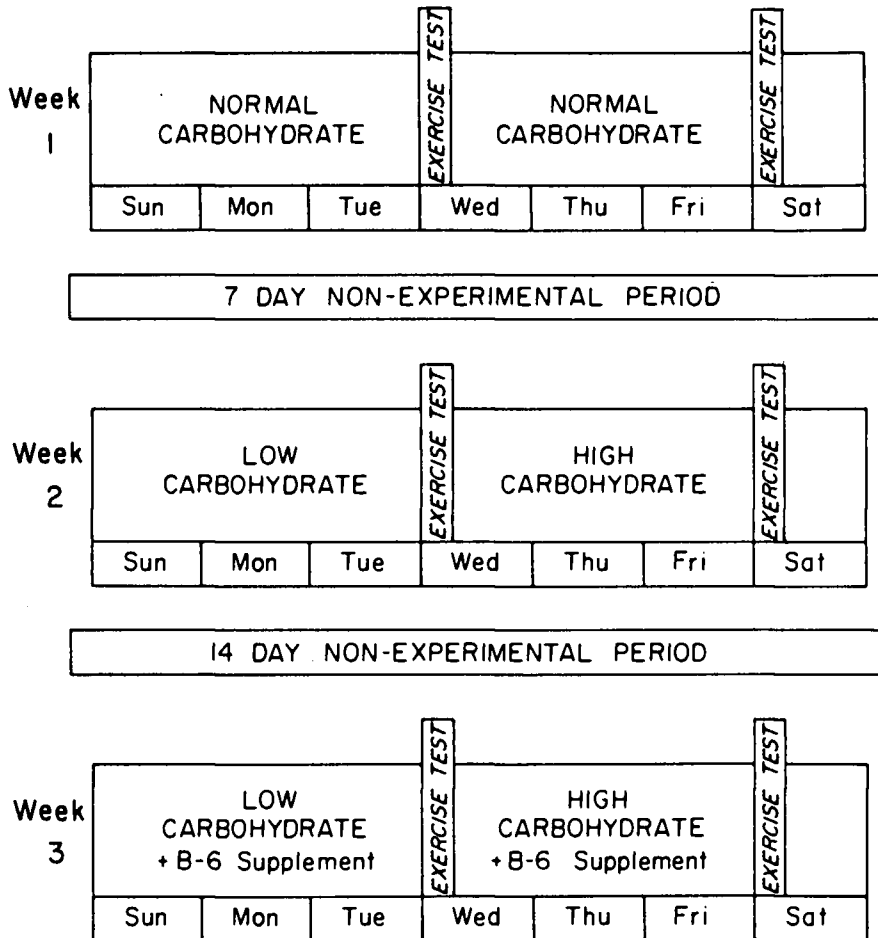 Week
1
NORMAL
CARBOHYDRATE
EXERCISE TEST
NORMAL
CARBOHYDRATE
EXERCISE TEST
Sun Mon Tue Wed Thu Fri Sat
7 DAY NON-EXPERIMENTAL PERIOD
Week
2
LOW
CARBOHYDRATE
EXERCISE TEST
HIGH
CARBOHYDRATE
EXERCISE TEST
Sun Mon Tue Wed Thu Fri Sat
14 DAY NON-EXPERIMENTAL PERIOD
Week
3
LOW
CARBOHYDRATE
+ B-6 Supplement
EXERCISE TEST
HIGH
CARBOHYDRATE
+ B-6 Supplement
EXERCISE TEST
Sun Mon Tue Wed Thu Fri Sat